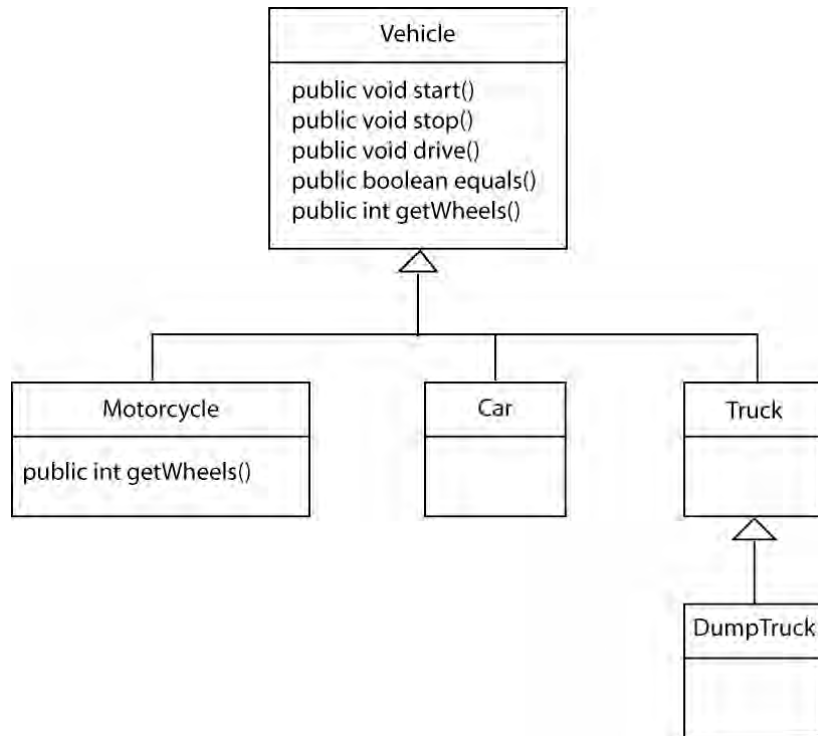 Vehicle
public void start()
public void stop()
public void drive()
public boolean equals()
public int getWheels()
Motorcycle
public int getWheels()
Car
Truck
DumpTruck